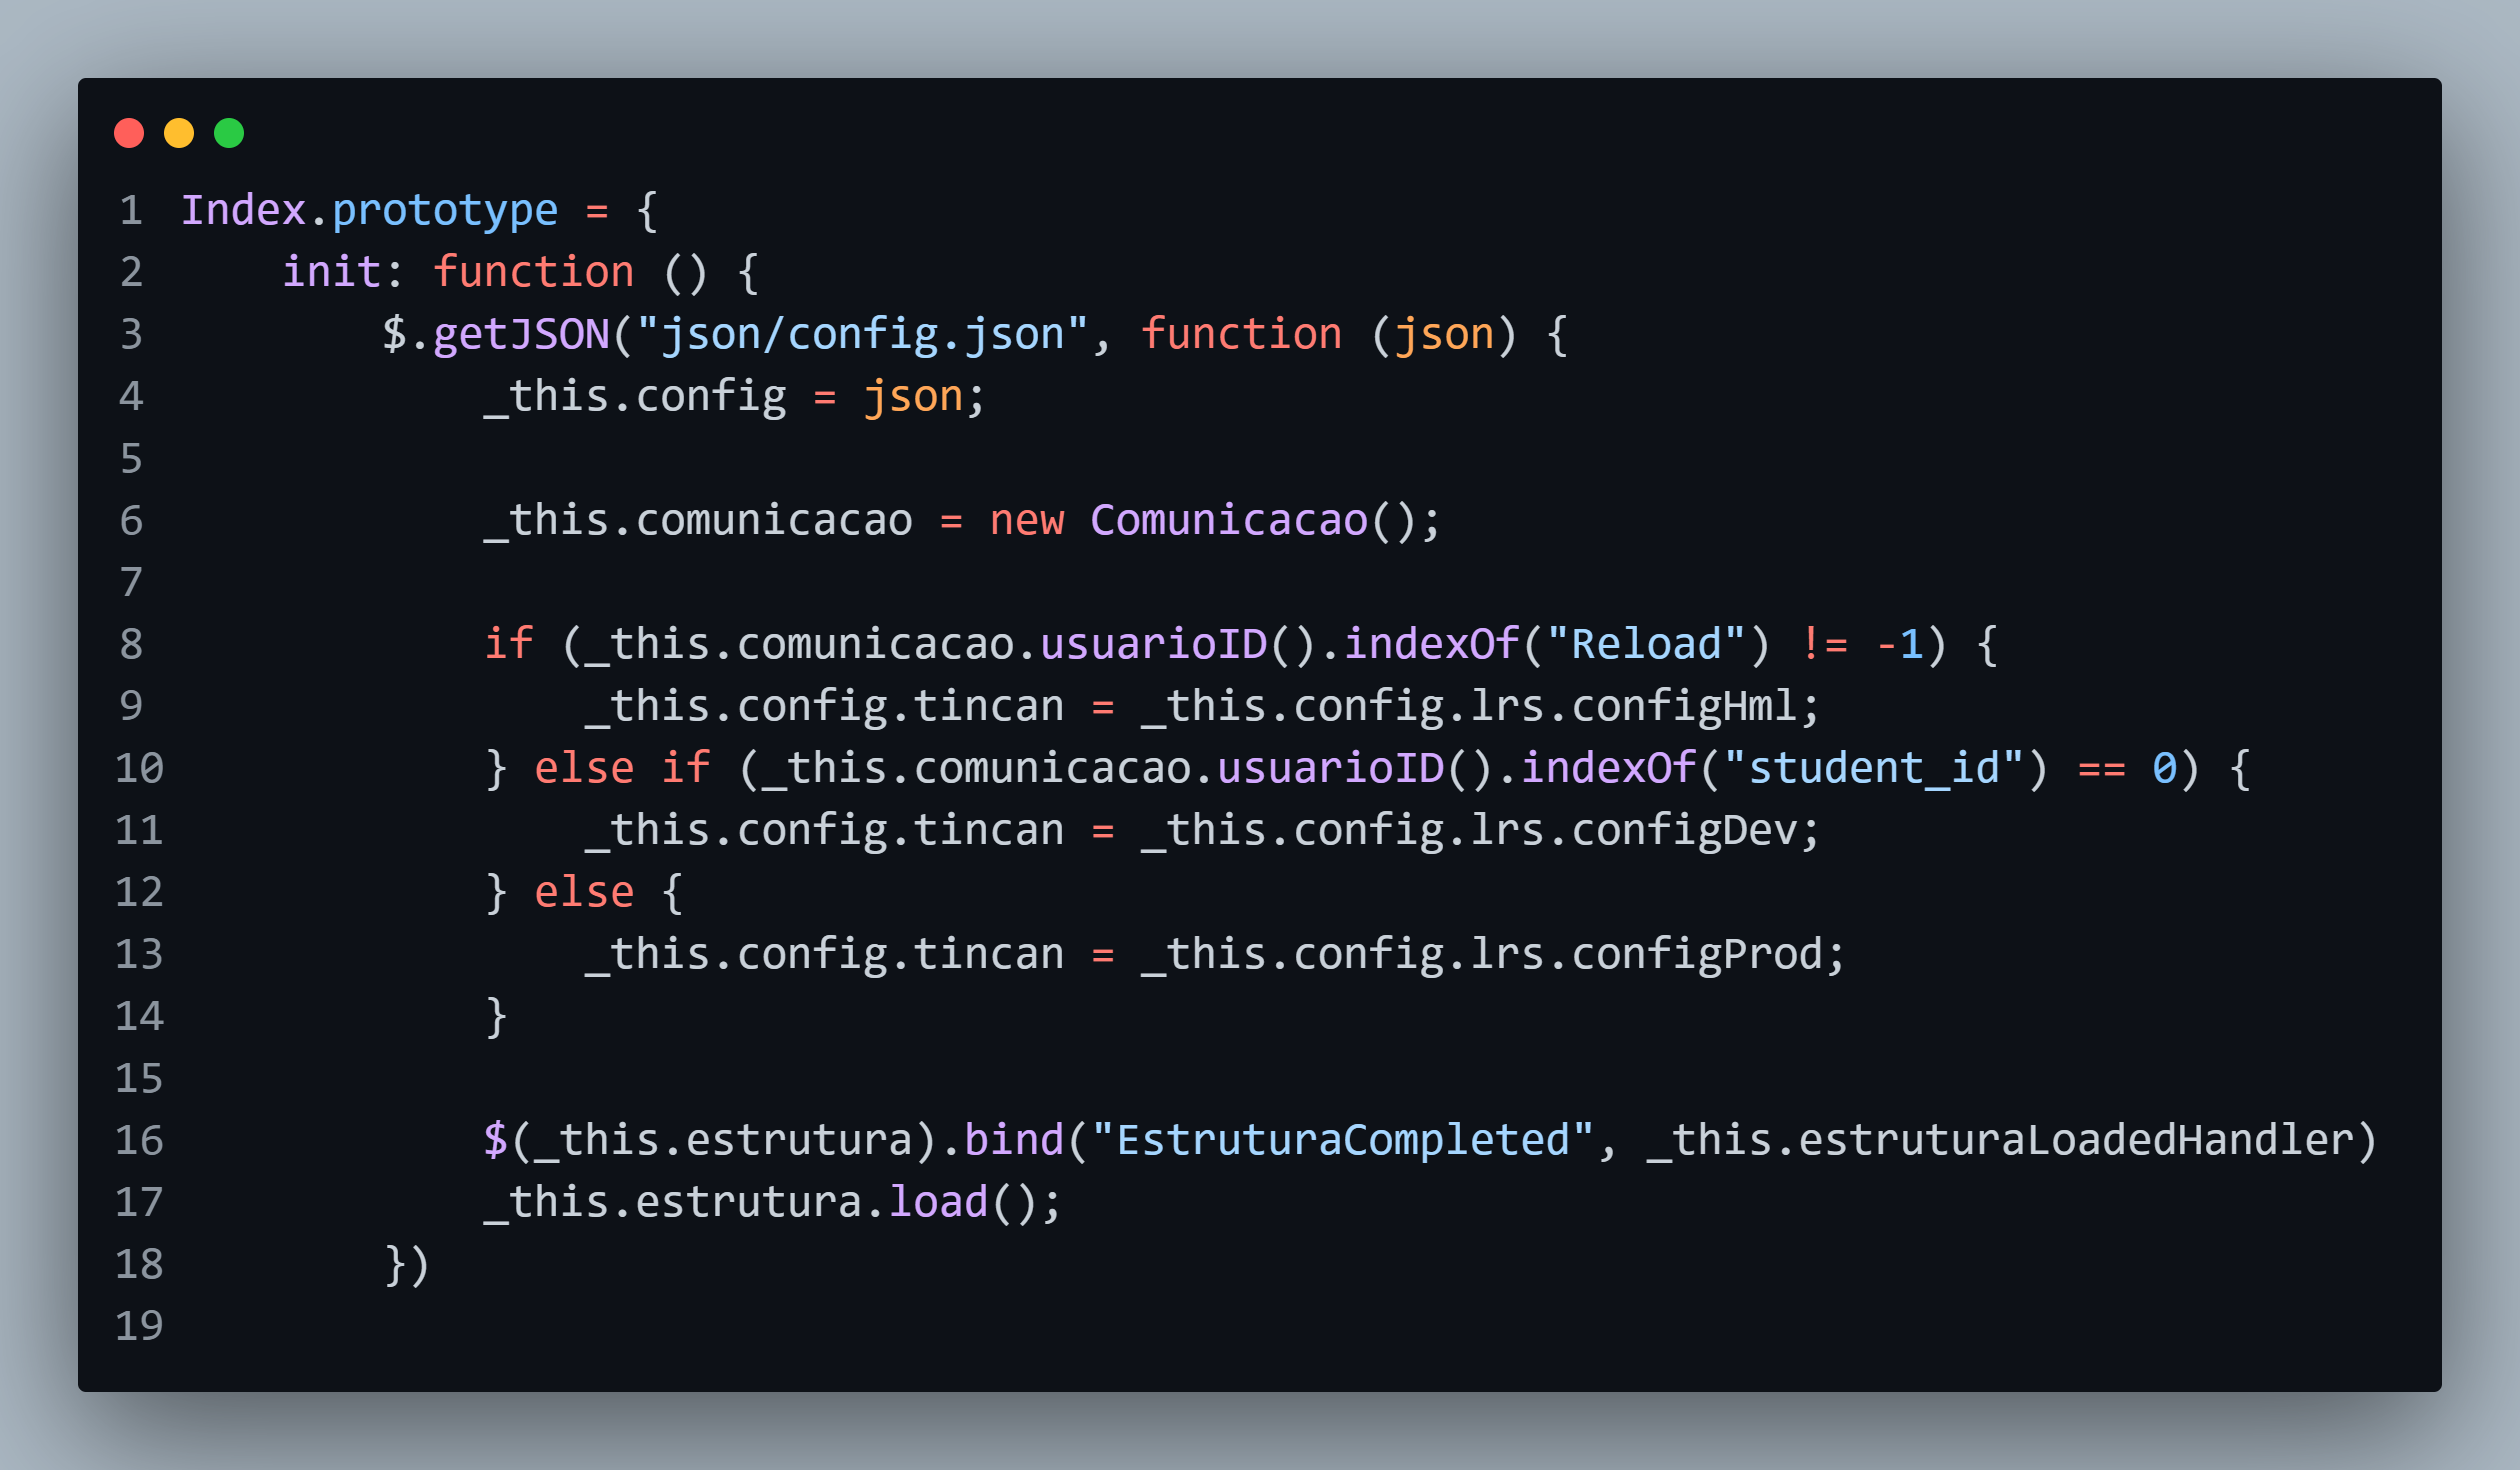 1 Index.prototype = {
2     init: function () {
3         $.getJSON("json/config.json", function (json) {
4             _this.config = json;
5
6             _this.comunicacao = new Comunicacao();
7
8             if (_this.comunicacao.usuarioID().indexOf("Reload") != -1) {
9                 _this.config.tincan = _this.config.lrs.configHml;
10             } else if (_this.comunicacao.usuarioID().indexOf("student_id") == 0) {
11                 _this.config.tincan = _this.config.lrs.configDev;
12             } else {
13                 _this.config.tincan = _this.config.lrs.configProd;
14             }
15
16             $(_this.estrutura).bind("EstruturaCompleted", _this.estruturaLoadedHandler)
17             _this.estrutura.load();
18         })
19